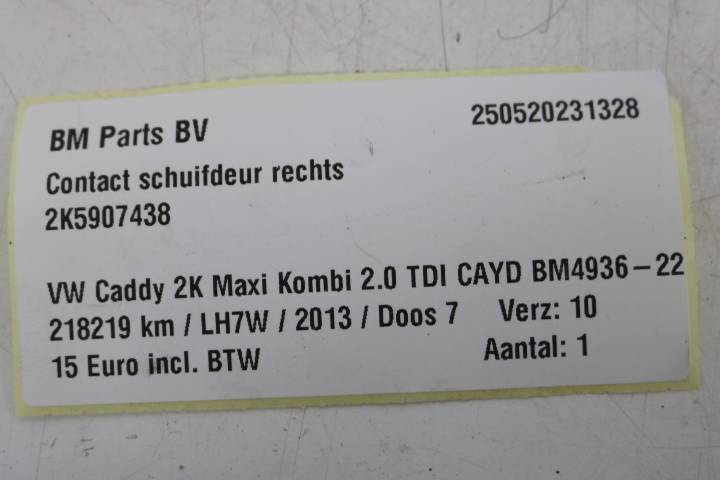 BM Parts BV 250520231328
Contact schuifdeur rechts
2K5907438
VW Caddy 2K Maxi Kombi 2.0 TDI CAYD BM4936-22
218219 km / LH7W / 2013 / Doos 7 Verz: 10
15 Euro incl. BTW Aantal: 1